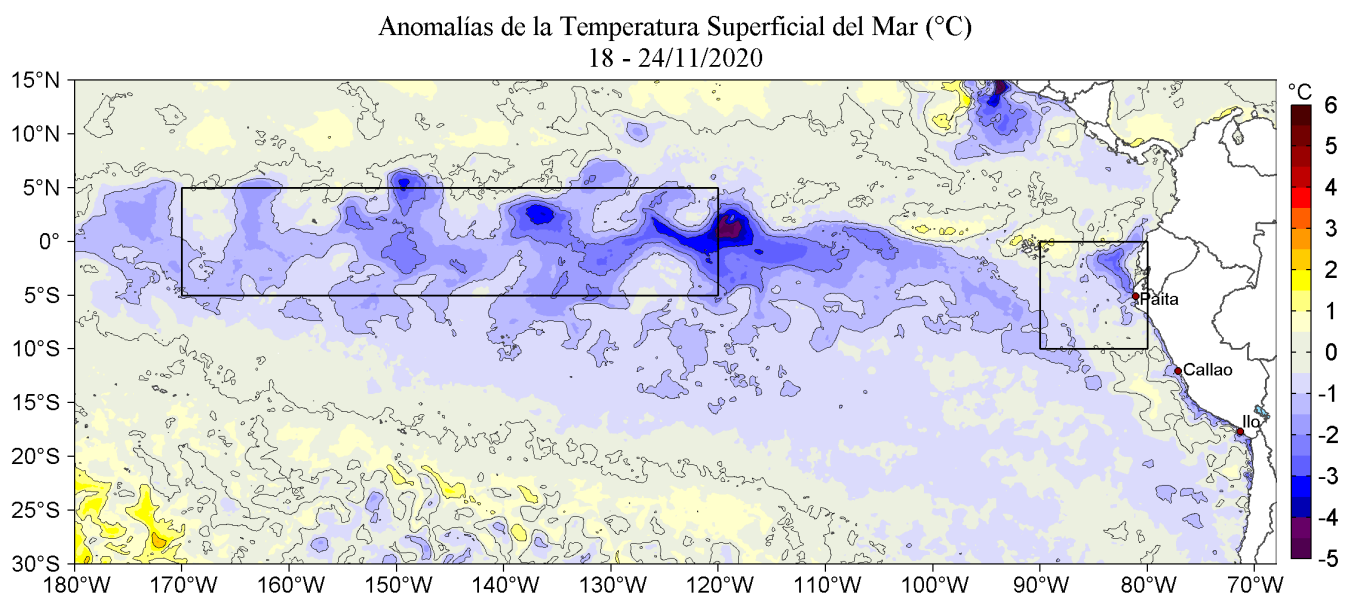 Anomalías de la Temperatura Superficial del Mar (°C)
18 - 24/11/2020
15°N
10°N
5°N
0°
5°S
10°S
15°S
20°S
25°S
30°S
180°W
170°W
160°W
150°W
140°W
130°W
120°W
110°W
100°W
90°W
80°W
70°W
Paita
Callao
Ilo
°C
6
5
4
3
2
1
0
-1
-2
-3
-4
-5